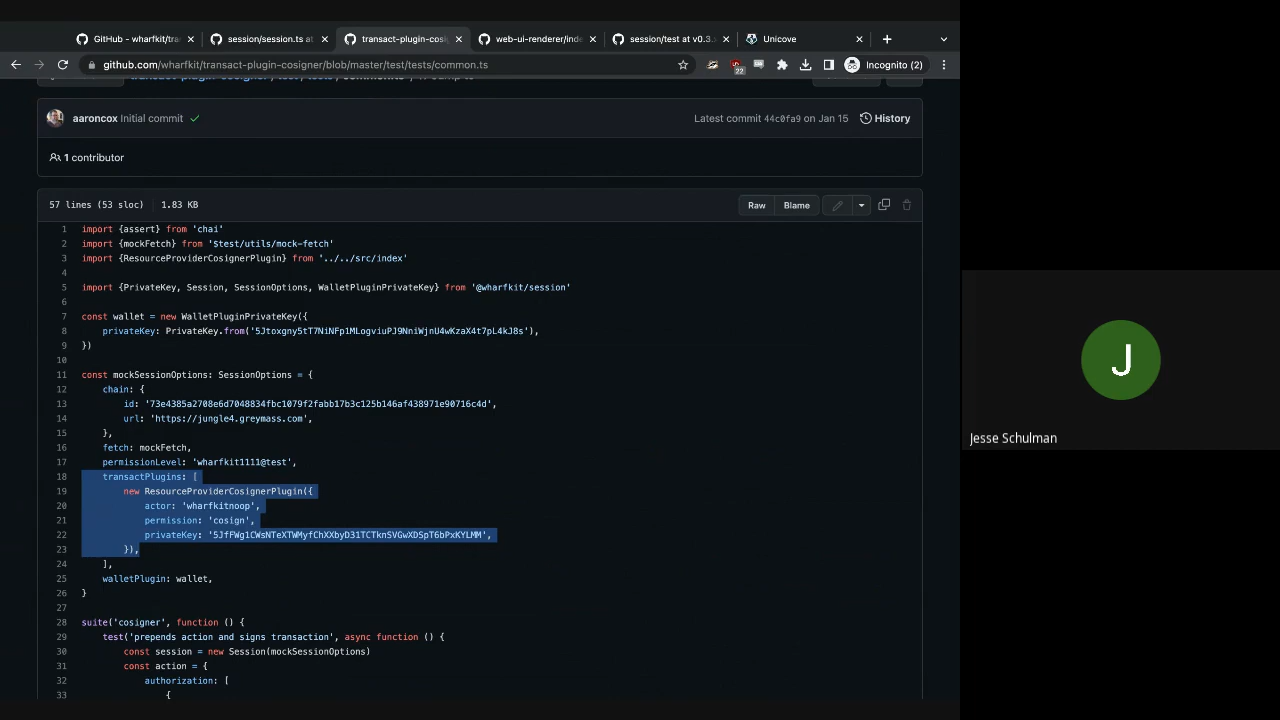 GitHub - wharfkit/tra
session/session.ts at
transact-plugin-cosig
web-ui-renderer/inde
session/test at v0.3.
Unicove
github.com/wharfkit/transact-plugin-cosigner/blob/master/test/tests/common.ts
22
Incognito (2)
aaroncox Initial commit
Latest commit 44c0fa9 on Jan 15
History
1 contributor
57 lines (53 sloc) 1.83 KB
Raw
Blame
1 import {assert} from 'chai'
2 import {mockFetch} from '$test/utils/mock-fetch'
3 import {ResourceProviderCosignerPlugin} from '../../src/index'
4
5 import {PrivateKey, Session, SessionOptions, WalletPluginPrivateKey} from '@wharfkit/session'
6
7 const wallet = new WalletPluginPrivateKey({
8 privateKey: PrivateKey.from('5Jtoxgny5tT7NiNFp1MLogviuPJ9NniWjnU4wKzaX4t7pL4kJ8s'),
9 })
10
11 const mockSessionOptions: SessionOptions = {
12 chain: {
13 id: '73e4385a2708e6d7048834fbc1079f2fabb17b3c125b146af438971e90716c4d',
14 url: 'https://jungle4.greymass.com',
15 },
16 fetch: mockFetch,
17 permissionLevel: 'wharfkit1111@test',
18 transactPlugins: [
19 new ResourceProviderCosignerPlugin({
20 actor: 'wharfkitnoop',
21 permission: 'cosign',
22 privateKey: '5JfFWg1CWsNTeXTWMyfChXXbyD31TCTknSVGwXDSpT6bPxKYLMM',
23 }),
24 ],
25 walletPlugin: wallet,
26 }
27
28 suite('cosigner', function () {
29 test('prepends action and signs transaction', async function () {
30 const session = new Session(mockSessionOptions)
31 const action = {
32 authorization: [
33 {
J
Jesse Schulman